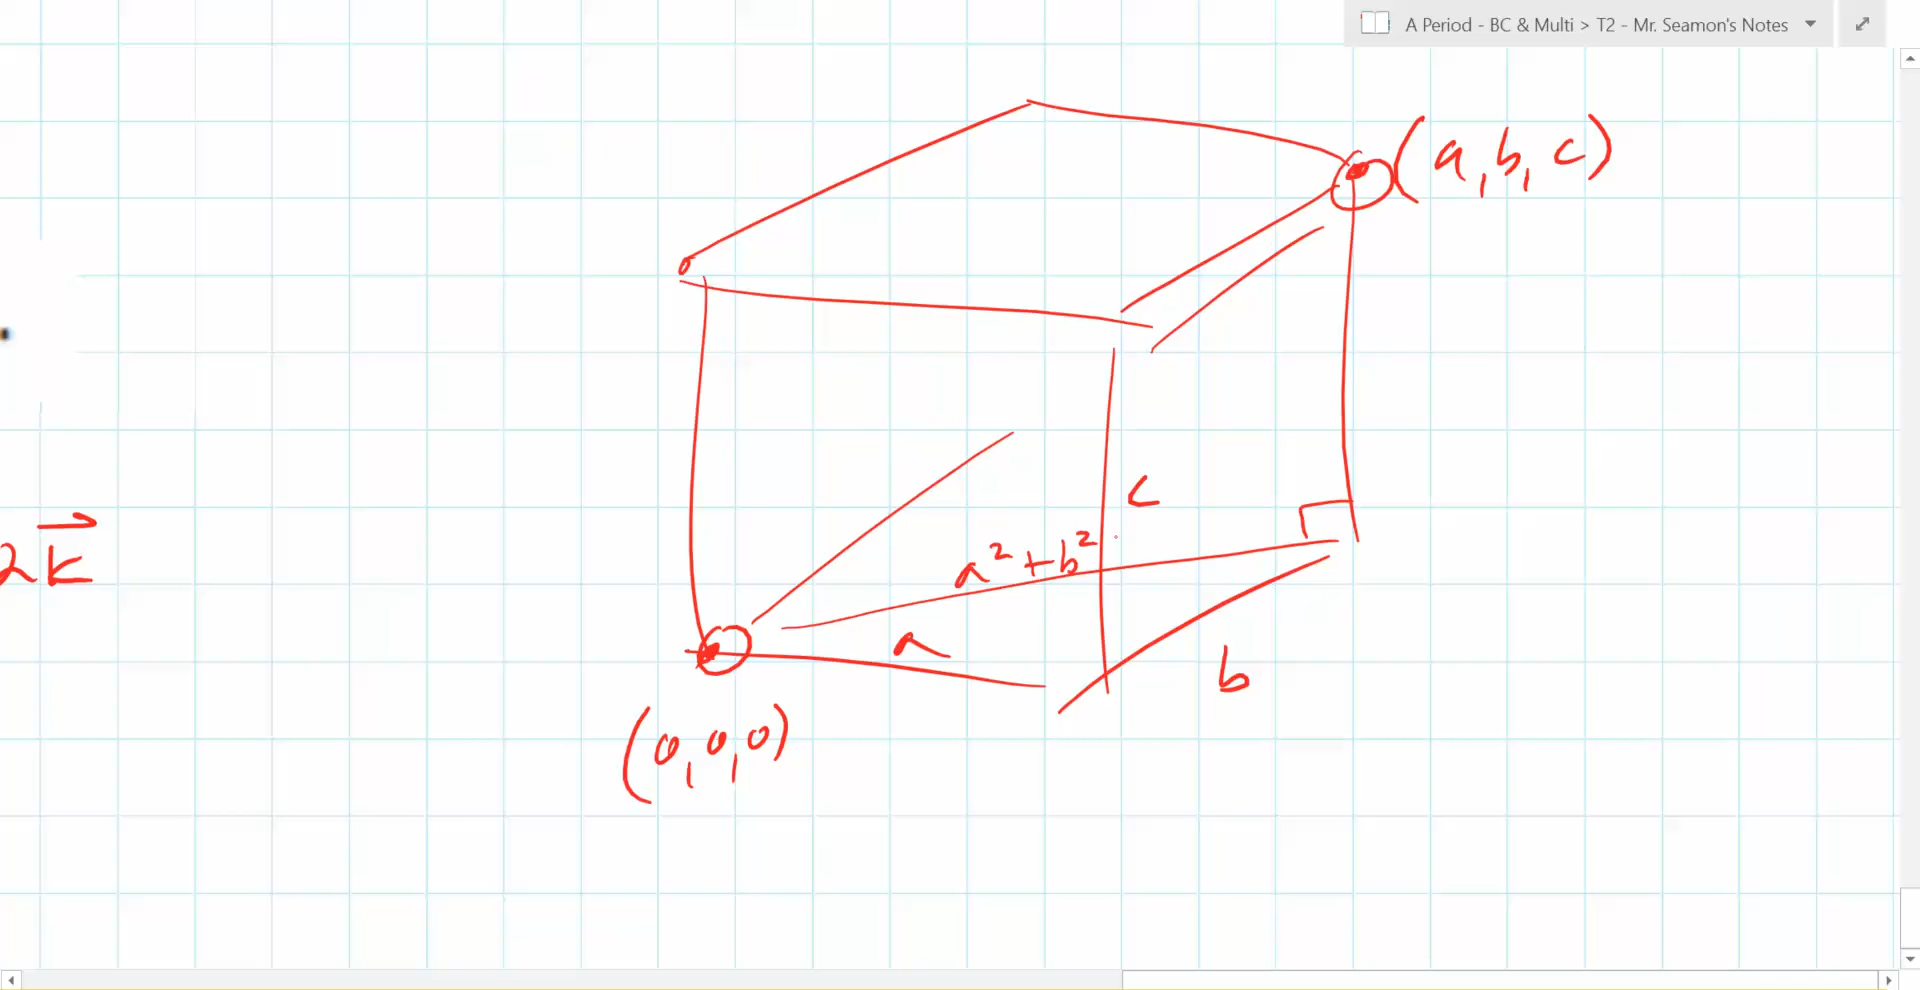 A Period - BC & Multi > T2 - Mr. Seamon's Notes
(a, b, c)
c
a² + b²
2k⃗
a
b
(0, 0, 0)